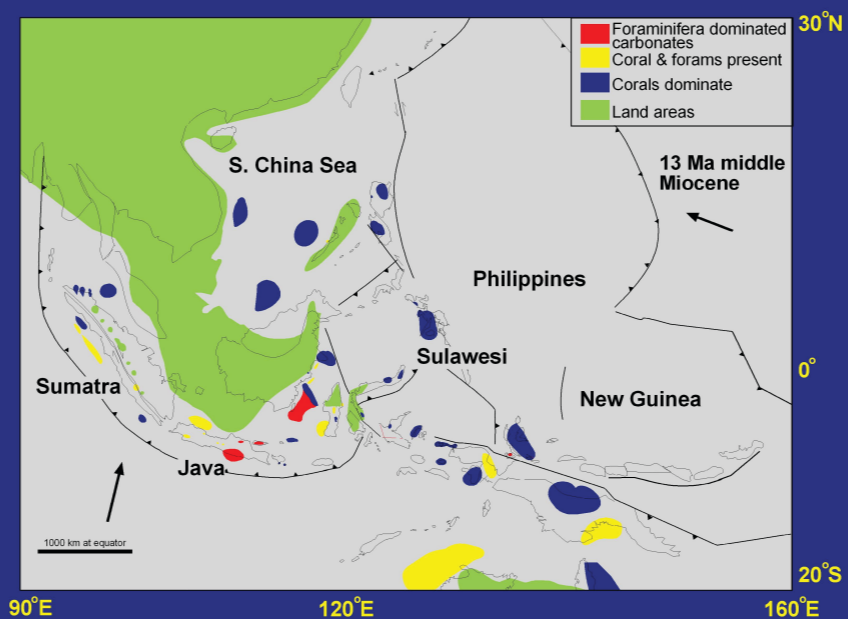 30°N
Foraminifera dominated
carbonates
Coral & forams present
Corals dominate
Land areas
S. China Sea
13 Ma middle
Miocene
Philippines
Sulawesi
0°
Sumatra
New Guinea
Java
1000 km at equator
20°S
90°E
120°E
160°E